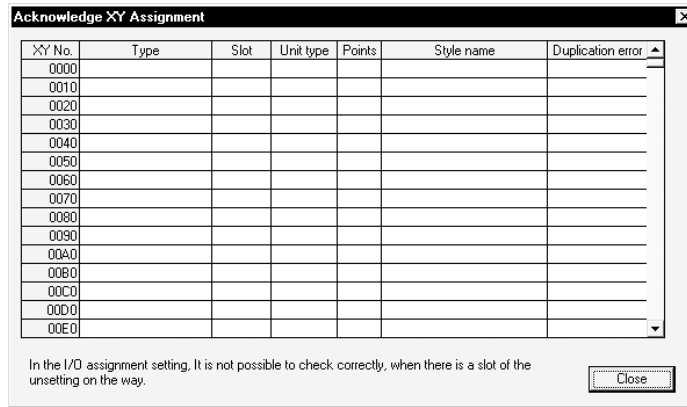 Acknowledge XY Assignment
XY No. Type Slot Unit type Points Style name Duplication error
0000
0010
0020
0030
0040
0050
0060
0070
0080
0090
00A0
00B0
00C0
00D0
00E0
In the I/O assignment setting, It is not possible to check correctly, when there is a slot of the
unsetting on the way.
Close